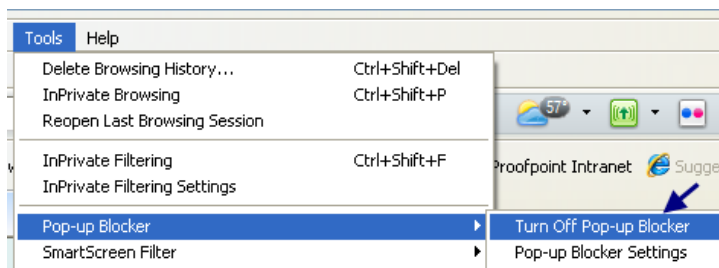 Tools Help
Delete Browsing History... Ctrl+Shift+Del
InPrivate Browsing Ctrl+Shift+P
Reopen Last Browsing Session
57°
InPrivate Filtering Ctrl+Shift+F
Proofpoint Intranet
InPrivate Filtering Settings
Pop-up Blocker
Turn Off Pop-up Blocker
SmartScreen Filter
Pop-up Blocker Settings